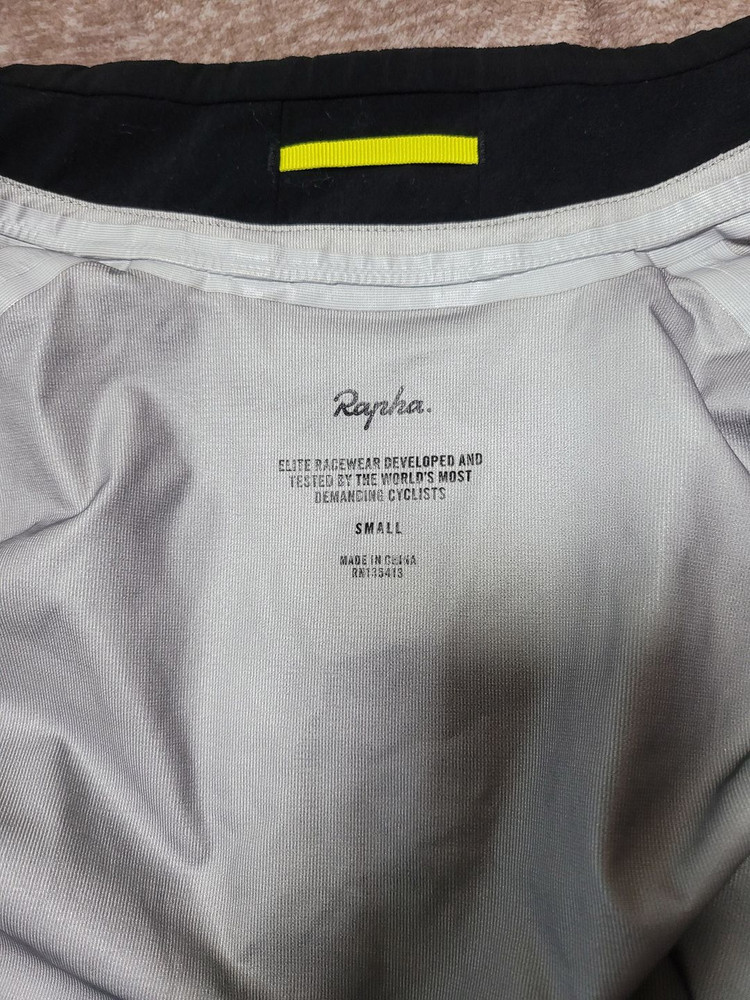 Rapha.
ELITE RACEWEAR DEVELOPED AND
TESTED BY THE WORLD'S MOST
DEMANDING CYCLISTS
SMALL
MADE IN CHINA
RN135413